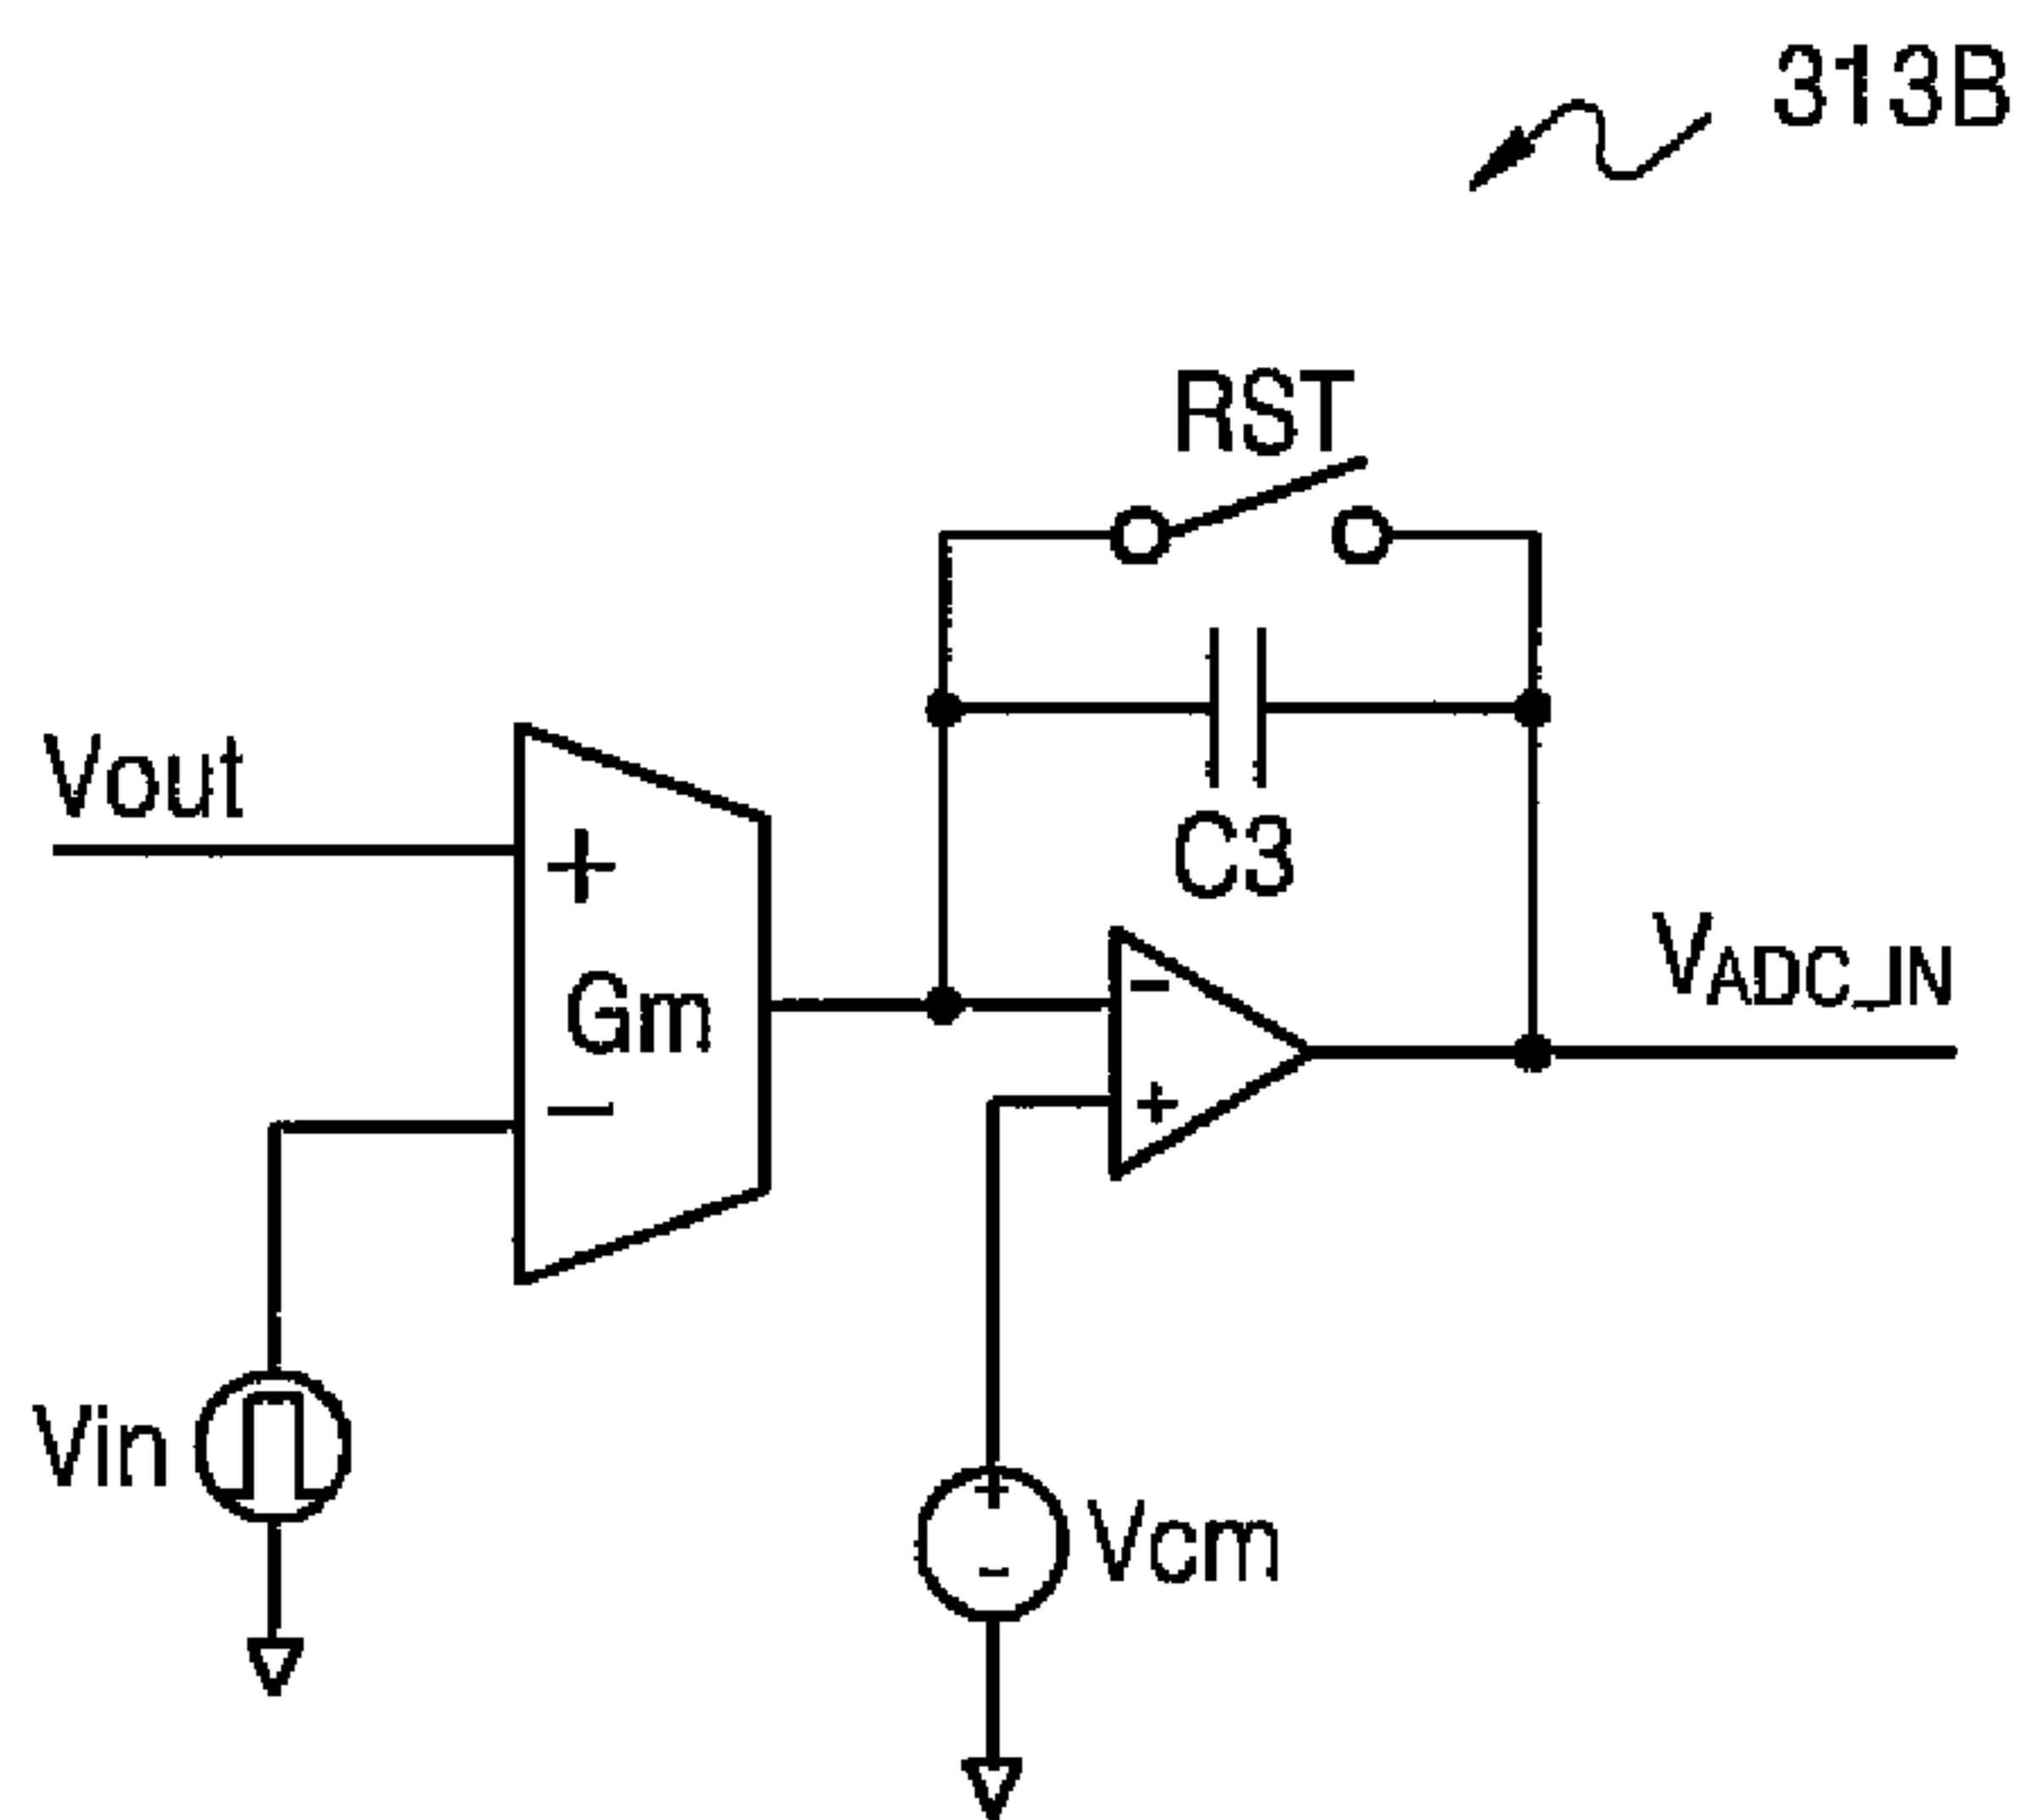 313B
RST
Vout
+
C3
VADC_IN
-
Gm
+
−
Vin
+
Vcm
-